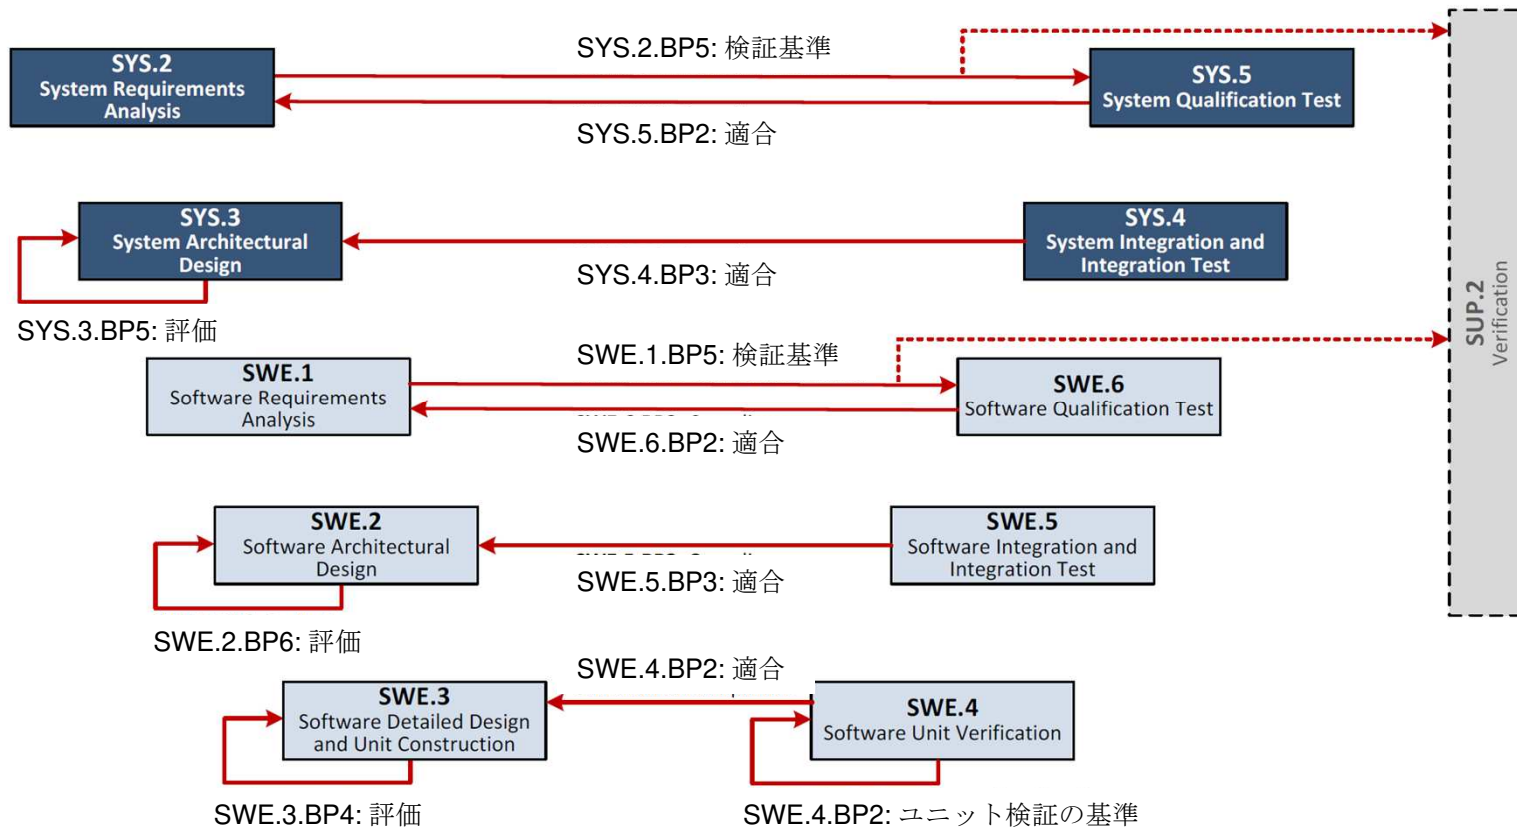 SYS.2.BP5: 検証基準
SYS.2
System Requirements
Analysis
SYS.5
System Qualification Test
SYS.5.BP2: 適合
SYS.3
System Architectural
Design
SYS.4
System Integration and
Integration Test
SYS.4.BP3: 適合
SYS.3.BP5: 評価
SUP.2
Verification
SWE.1.BP5: 検証基準
SWE.1
Software Requirements
Analysis
SWE.6
Software Qualification Test
SWE.6.BP2: 適合
SWE.2
Software Architectural
Design
SWE.5
Software Integration and
Integration Test
SWE.5.BP3: 適合
SWE.2.BP6: 評価
SWE.4.BP2: 適合
SWE.3
Software Detailed Design
and Unit Construction
SWE.4
Software Unit Verification
SWE.3.BP4: 評価
SWE.4.BP2: ユニット検証の基準